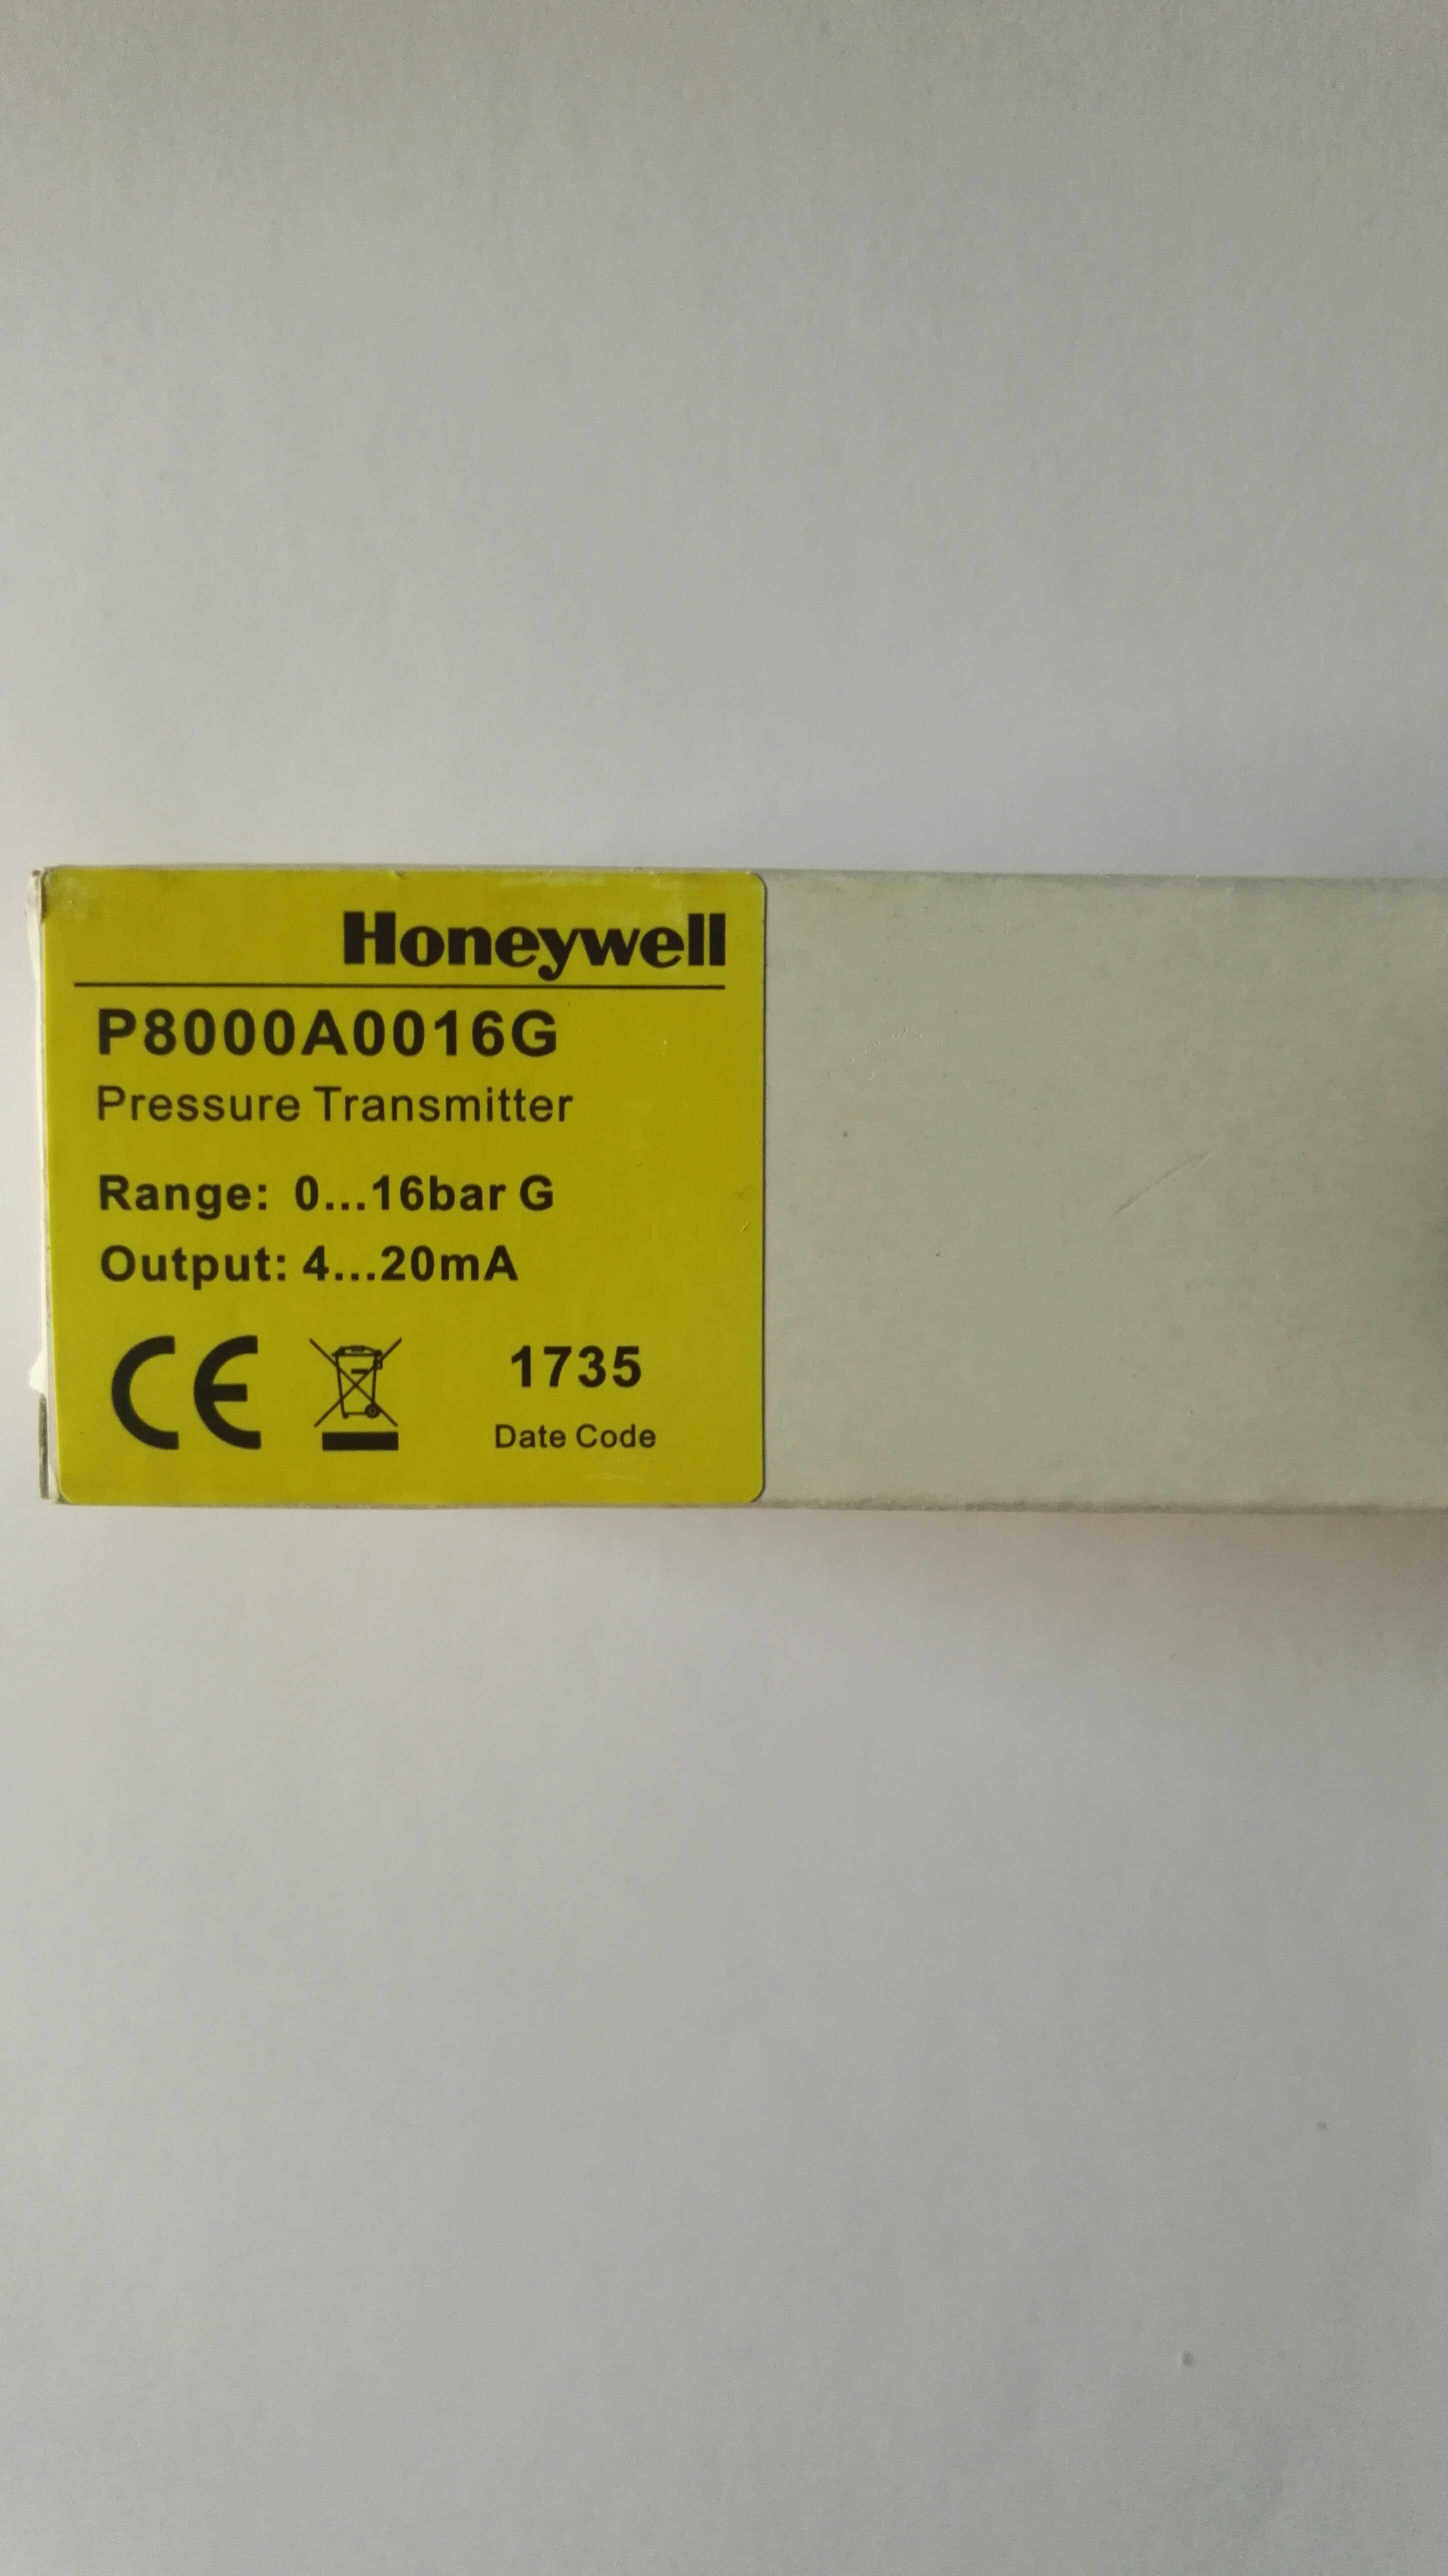 Honeywell
P8000A0016G
Pressure Transmitter
Range: 0...16bar G
Output: 4...20mA
CE
1735
Date Code